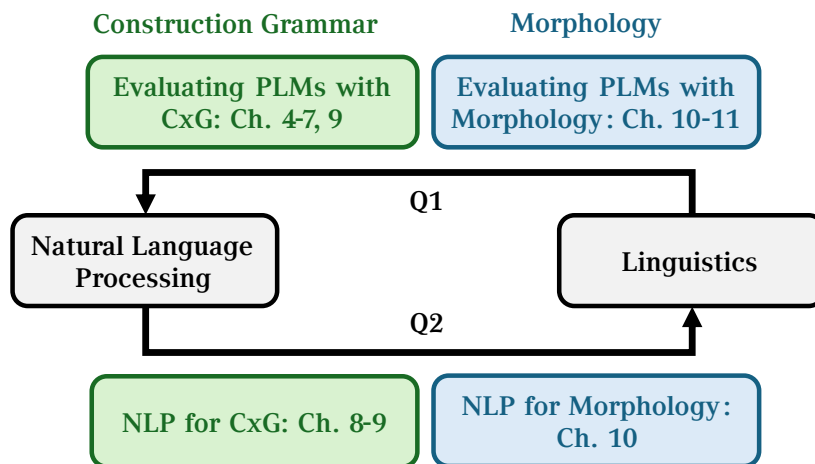 Construction Grammar
Morphology
Evaluating PLMs with
CxG: Ch. 4-7, 9
Evaluating PLMs with
Morphology: Ch. 10-11
Q1
Natural Language
Processing
Linguistics
Q2
NLP for CxG: Ch. 8-9
NLP for Morphology:
Ch. 10